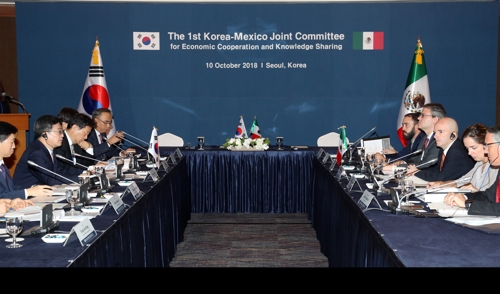 The 1st Korea-Mexico Joint Committee
for Economic Cooperation and Knowledge Sharing
10 October 2018 I Seoul, Korea